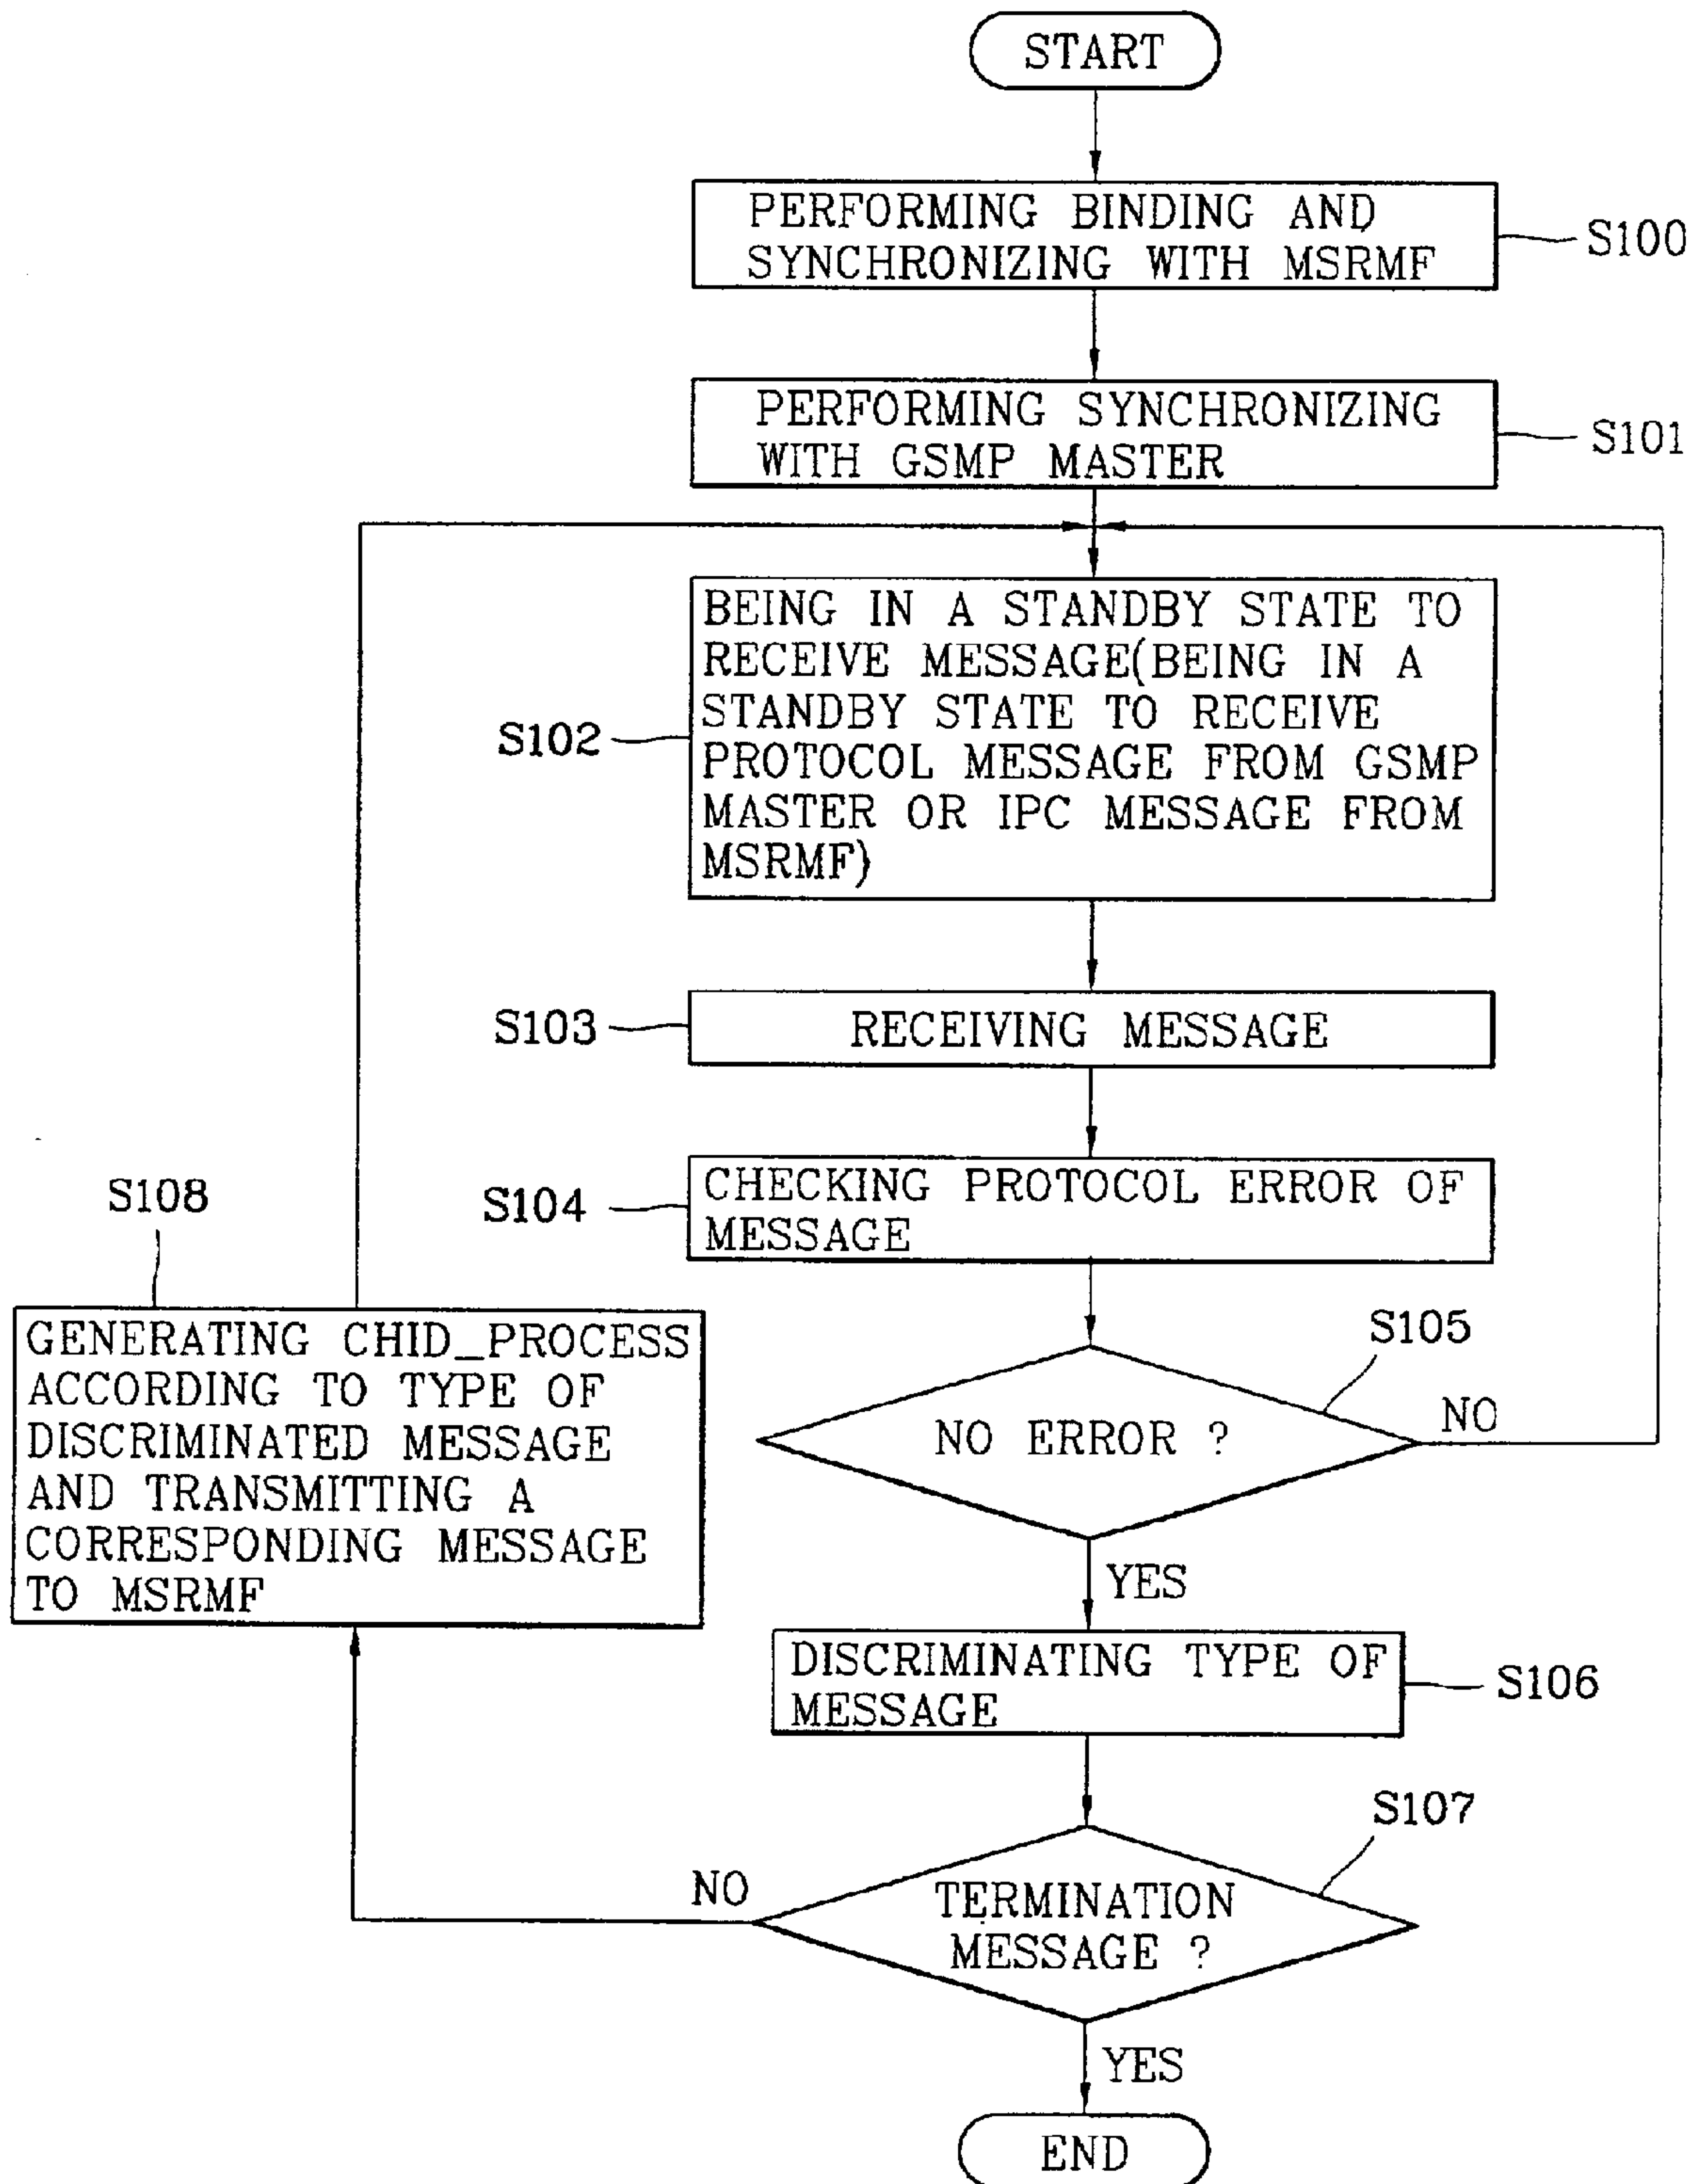 START
PERFORMING BINDING AND
SYNCHRONIZING WITH MSRMF
S100
PERFORMING SYNCHRONIZING
WITH GSMP MASTER
S101
BEING IN A STANDBY STATE TO
RECEIVE MESSAGE(BEING IN A
STANDBY STATE TO RECEIVE
PROTOCOL MESSAGE FROM GSMP
MASTER OR IPC MESSAGE FROM
MSRMF)
S102
S103
RECEIVING MESSAGE
S104
CHECKING PROTOCOL ERROR OF
MESSAGE
S108
GENERATING CHID_PROCESS
ACCORDING TO TYPE OF
DISCRIMINATED MESSAGE
AND TRANSMITTING A
CORRESPONDING MESSAGE
TO MSRMF
S105
NO ERROR ?
NO
YES
DISCRIMINATING TYPE OF
MESSAGE
S106
S107
NO
TERMINATION
MESSAGE ?
YES
END